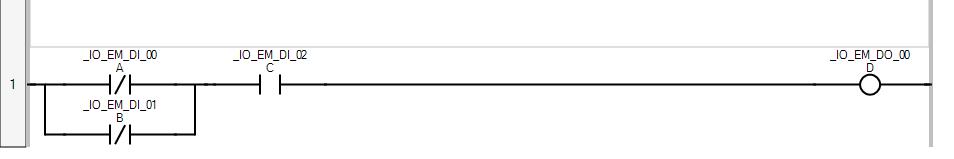 _IO_EM_DI_00 _IO_EM_DI_02 _IO_EM_DO_00
A C D
1
_IO_EM_DI_01
B